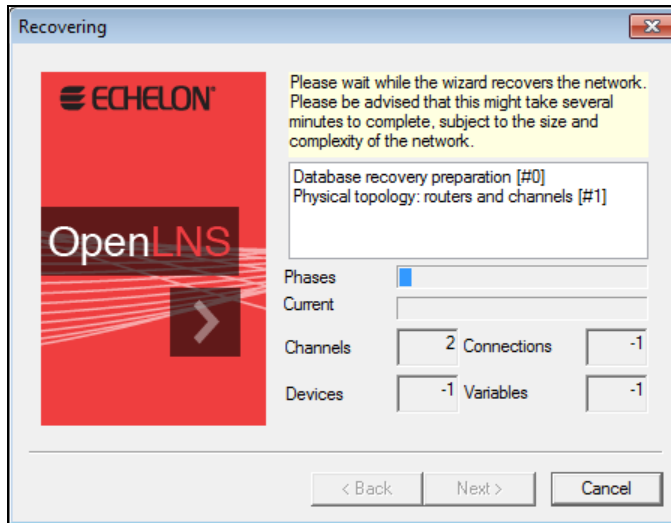 Recovering
ECHELON®
OpenLNS
Please wait while the wizard recovers the network.
Please be advised that this might take several
minutes to complete, subject to the size and
complexity of the network.
Database recovery preparation [#0]
Physical topology: routers and channels [#1]
Phases
Current
Channels 2 Connections -1
Devices -1 Variables -1
< Back Next > Cancel